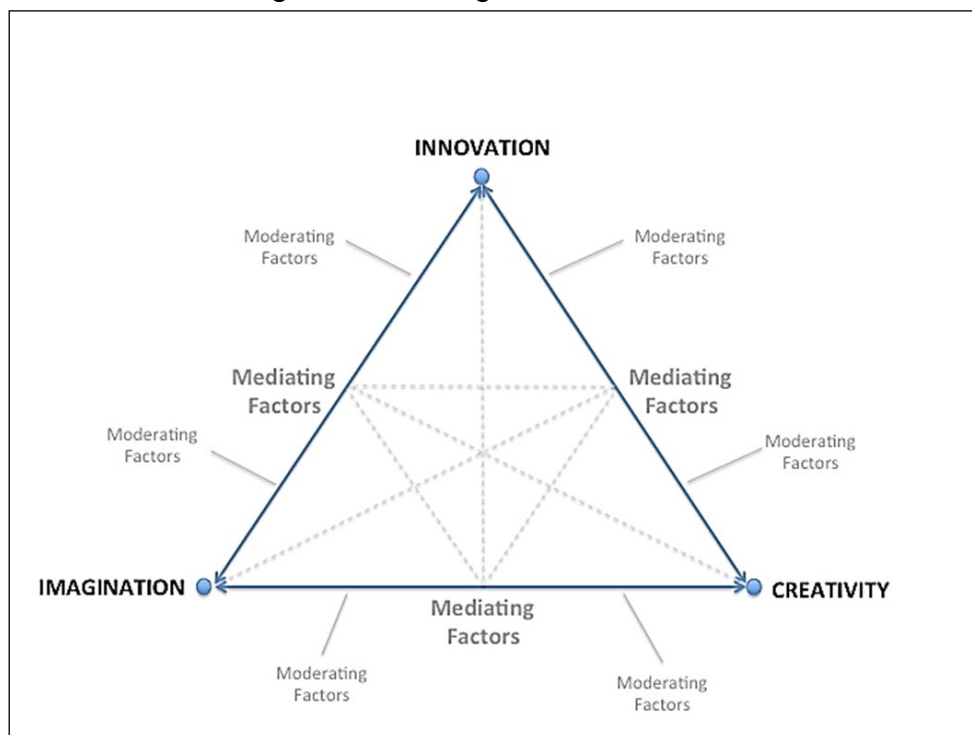 INNOVATION
Moderating
Factors
Moderating
Factors
Mediating
Factors
Mediating
Factors
Moderating
Factors
Moderating
Factors
IMAGINATION
CREATIVITY
Mediating
Factors
Moderating
Factors
Moderating
Factors